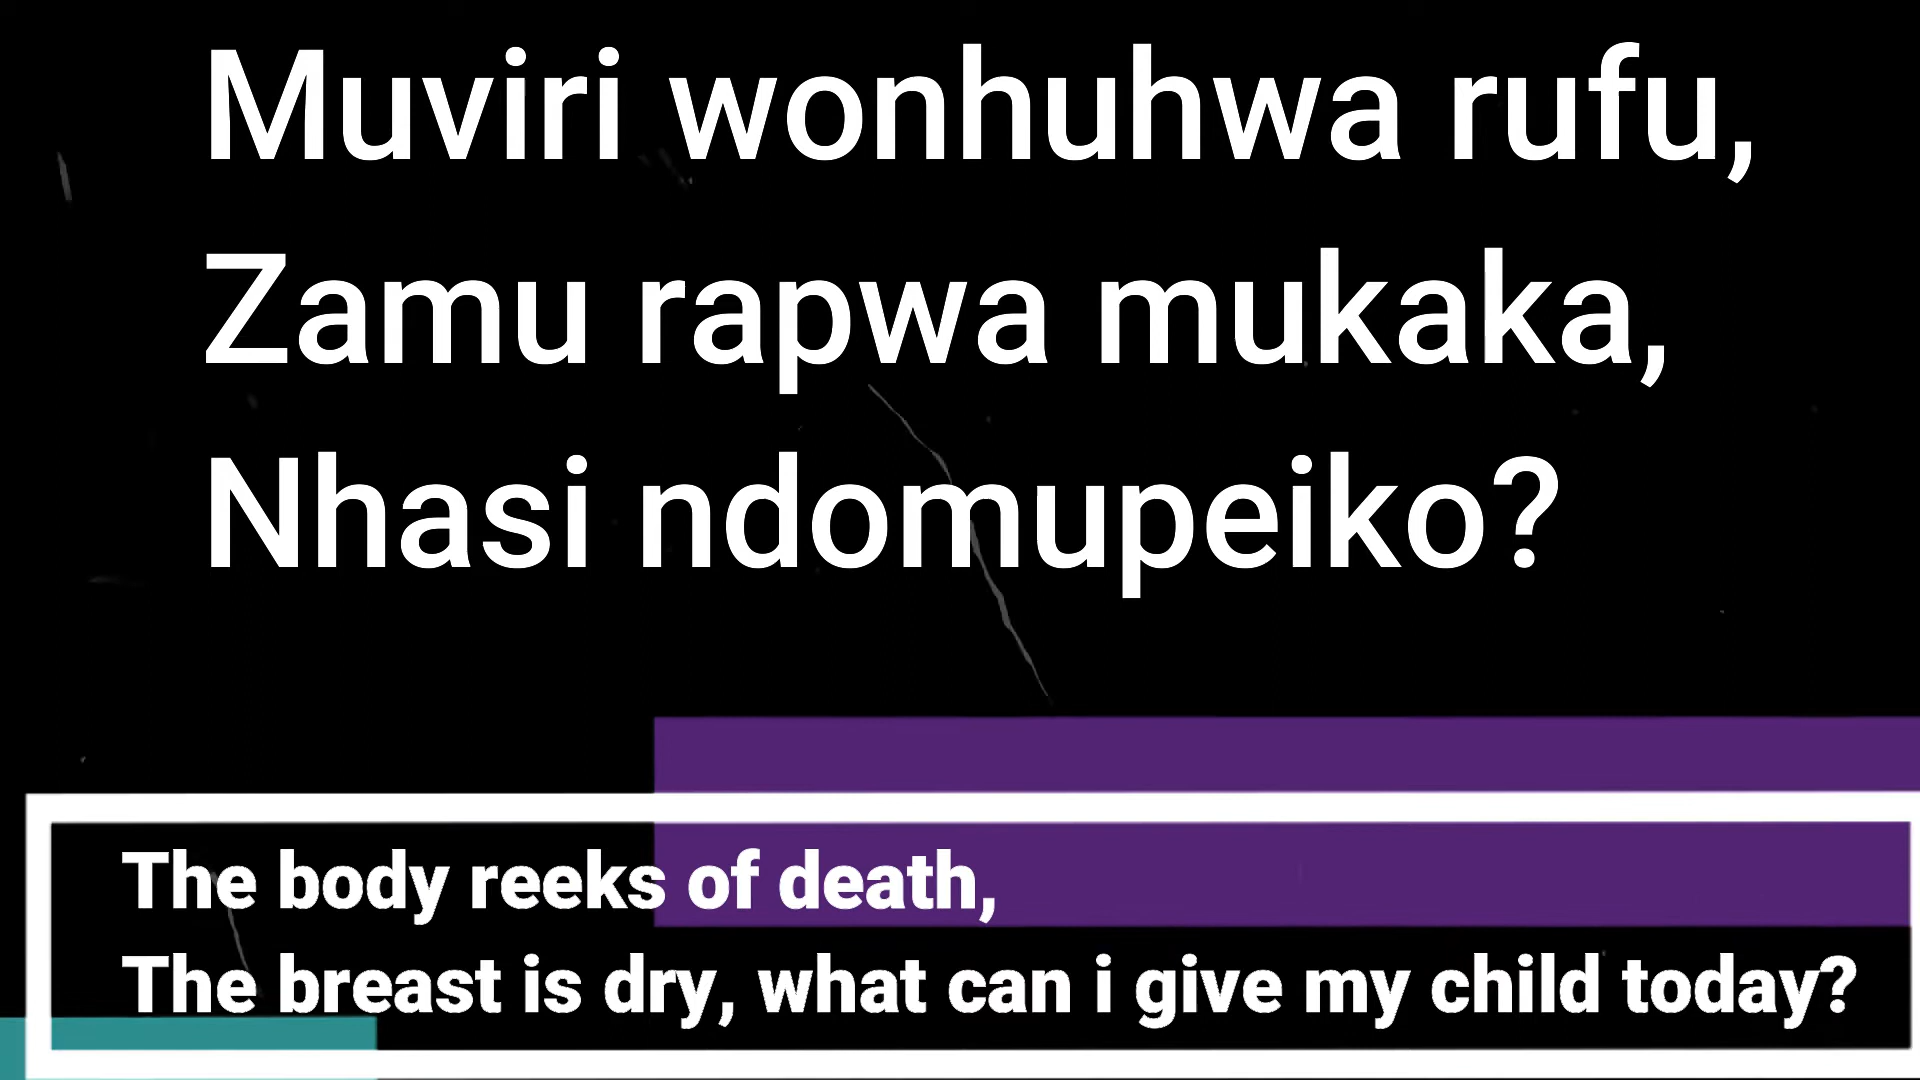 Muviri wonhuhwa rufu,
Zamu rapwa mukaka,
Nhasi ndomupeiko?
The body reeks of death,
The breast is dry, what can i give my child today?